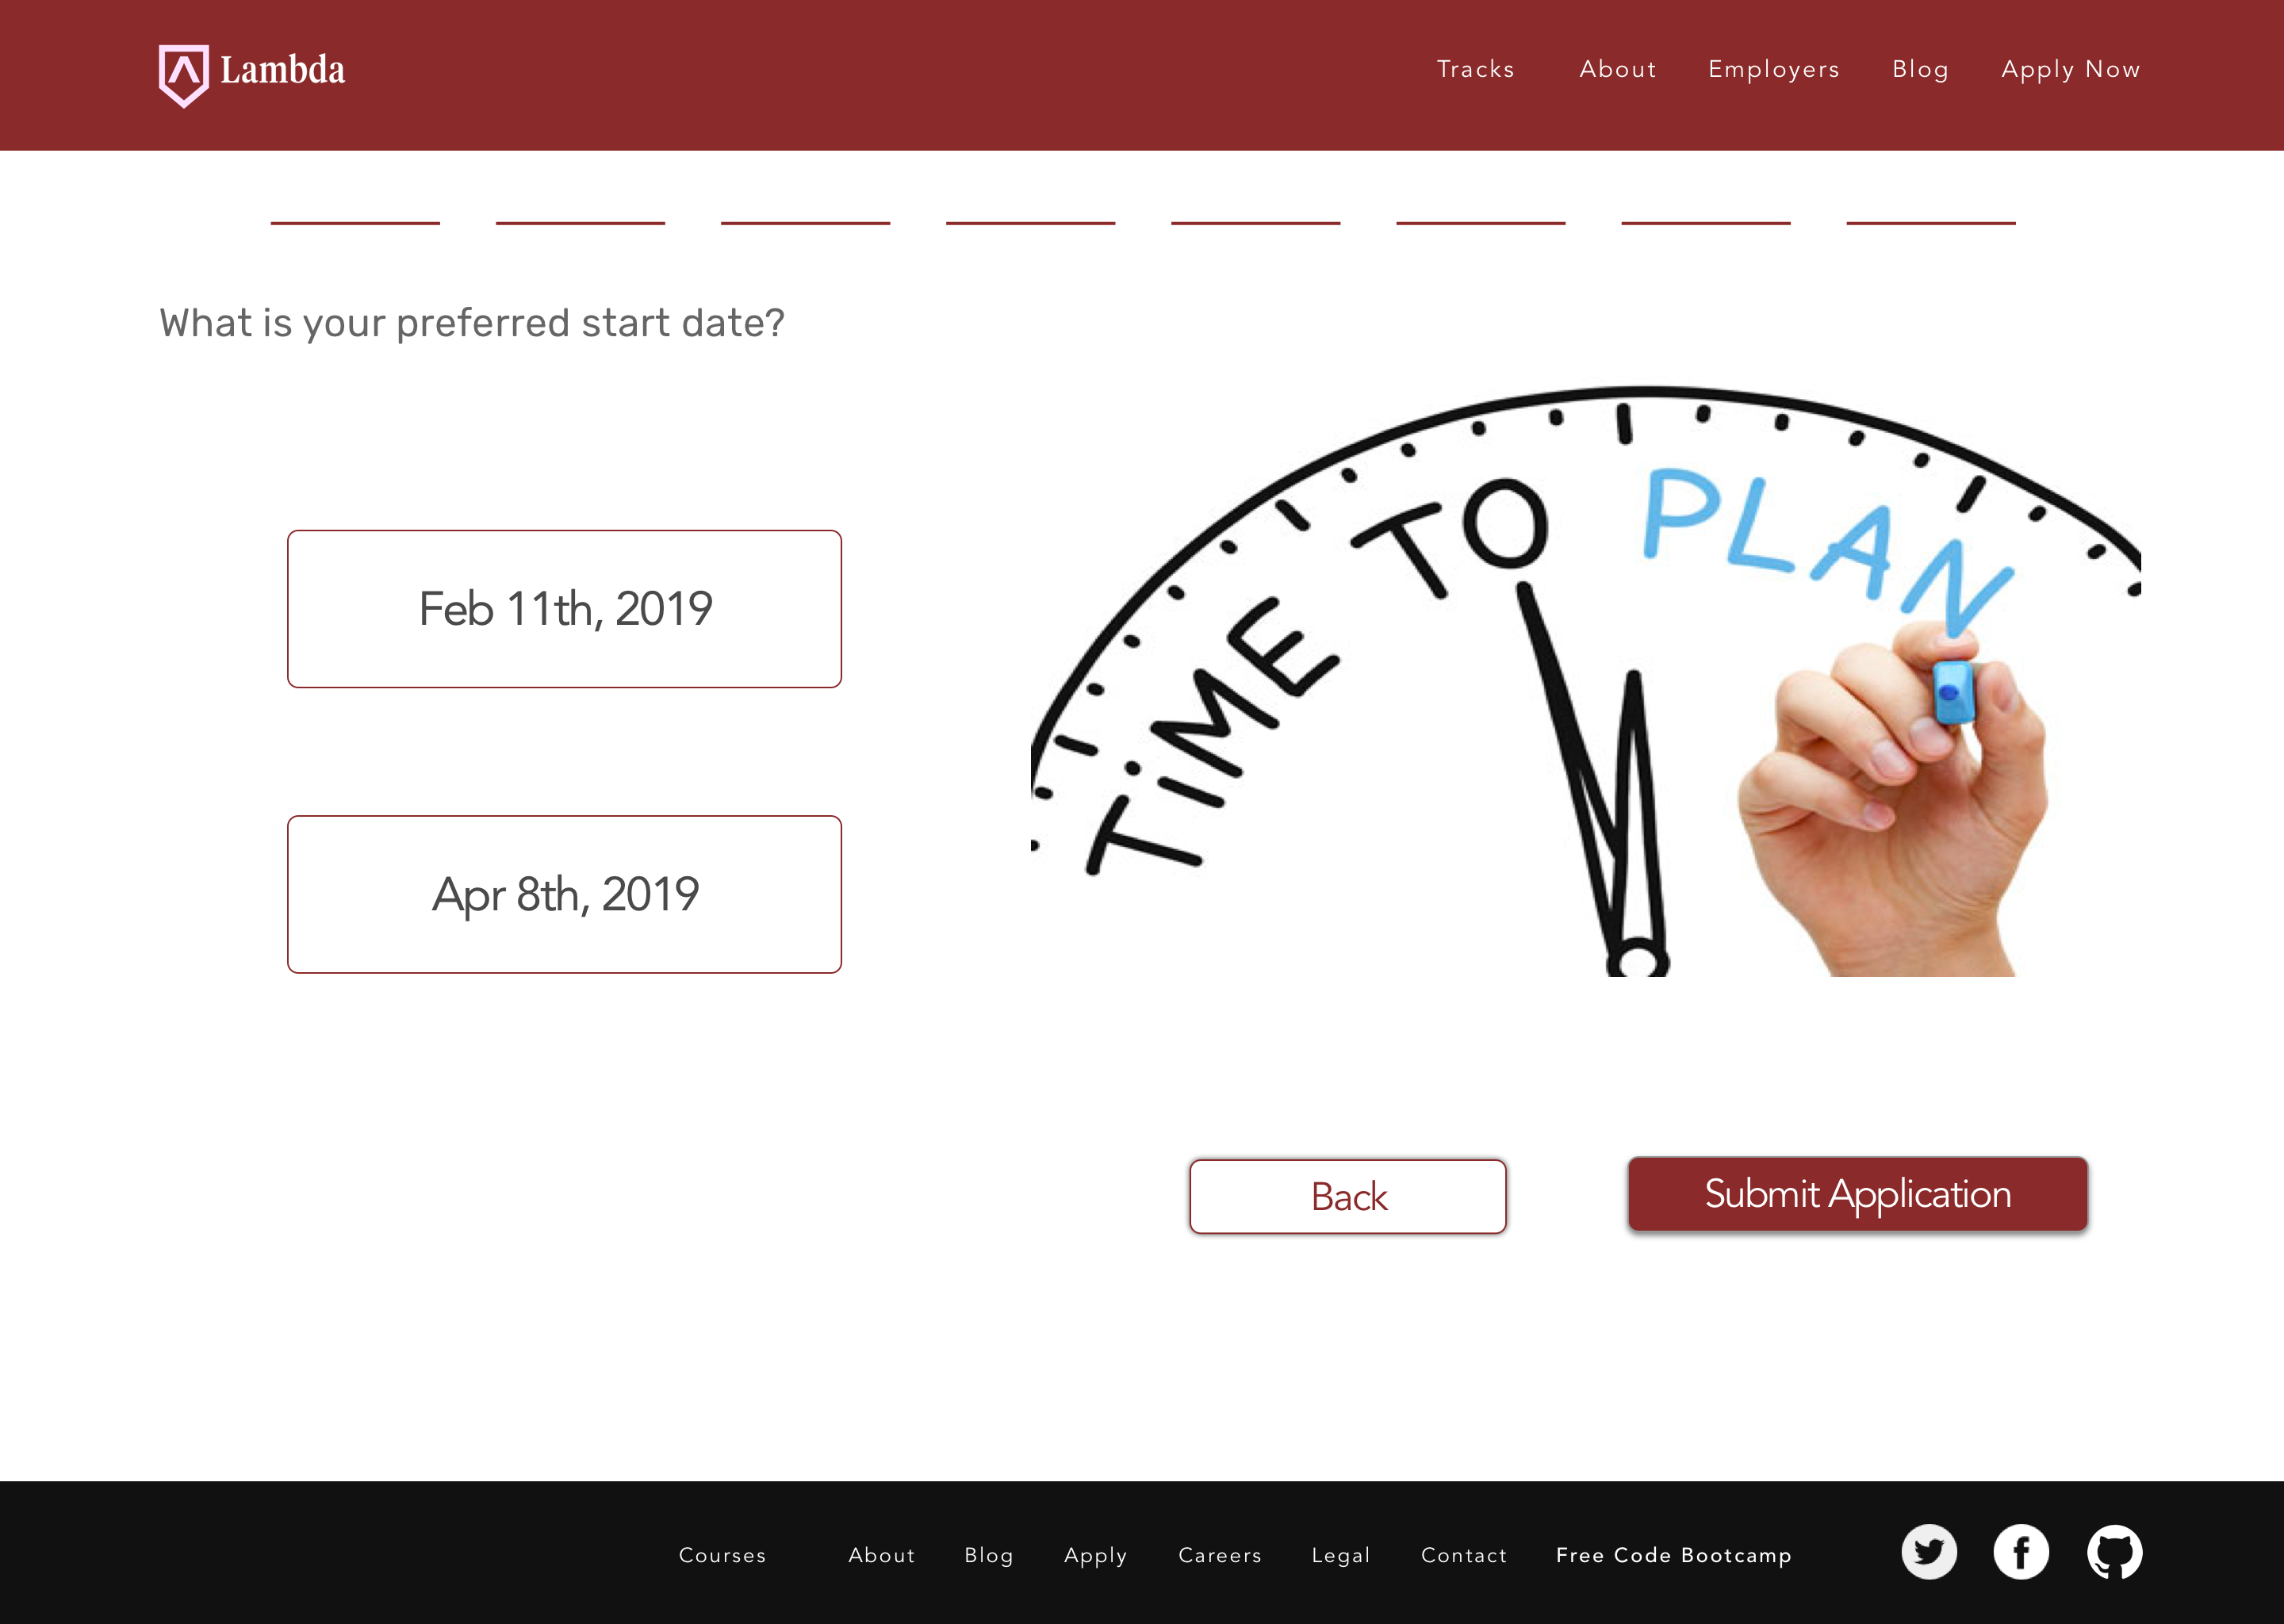 Lambda
Tracks About Employers Blog Apply Now
What is your preferred start date?
TiME TO PLAN
Feb 11th, 2019
Apr 8th, 2019
Back Submit Application
Courses About Blog Apply Careers Legal Contact Free Code Bootcamp